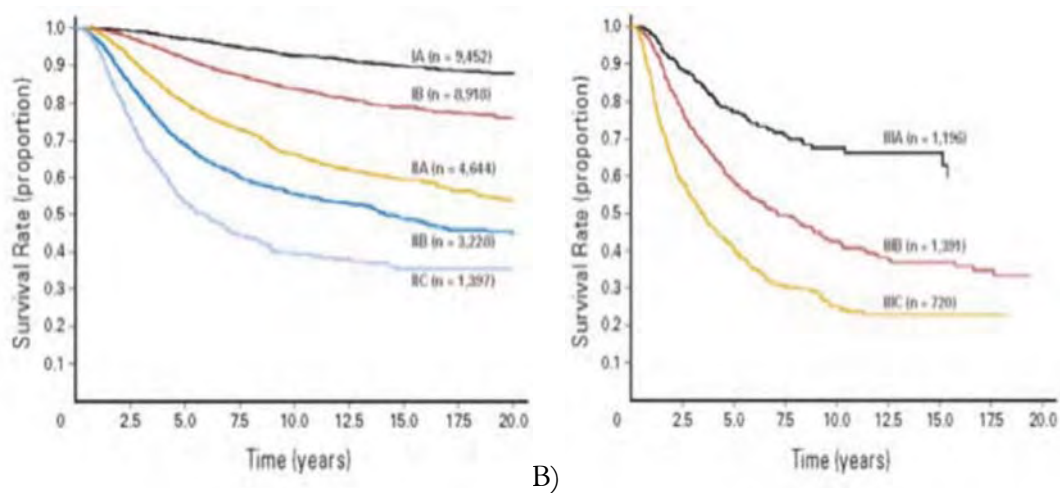 Survival Rate (proportion)
1.0
0.9
0.8
0.7
0.6
0.5
0.4
0.3
0.2
0.1
0
2.5
5.0
7.5
10.0
12.5
15.0
17.5
20.0
Time (years)
IA (n = 9,452)
IB (n = 8,918)
IIA (n = 4,644)
IIB (n = 3,228)
IIC (n = 1,397)
B)
Survival Rate (proportion)
1.0
0.9
0.8
0.7
0.6
0.5
0.4
0.3
0.2
0.1
0
2.5
5.0
7.5
10.0
12.5
15.0
17.5
20.0
Time (years)
IIIA (n = 1,196)
IIIB (n = 1,391)
IIIC (n = 720)